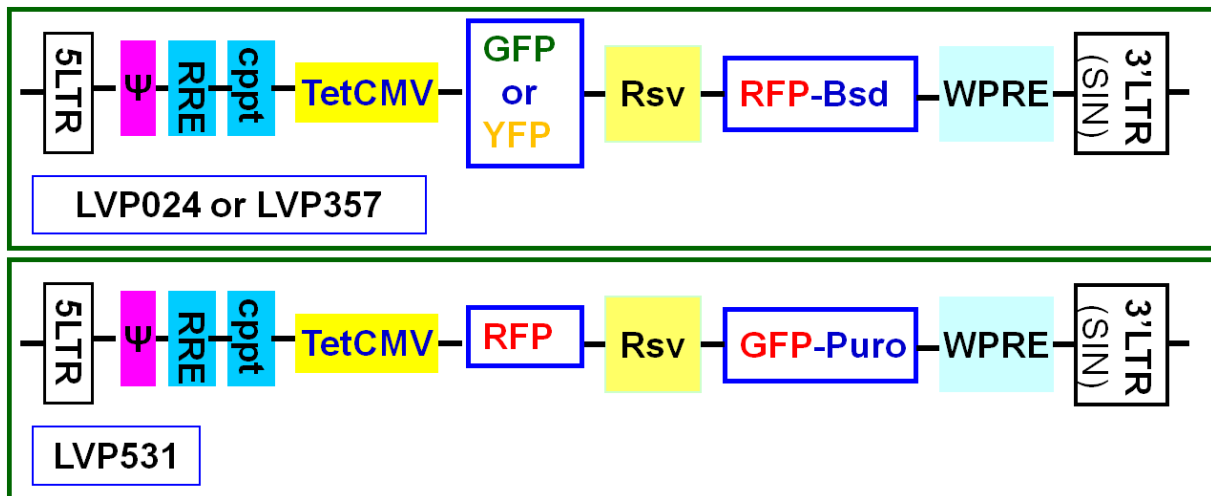 5LTR
Ψ
RRE
cppt
TetCMV
GFP
or
YFP
Rsv
RFP-Bsd
WPRE
3'LTR
(SIN)
LVP024 or LVP357
5LTR
Ψ
RRE
cppt
TetCMV
RFP
Rsv
GFP-Puro
WPRE
3'LTR
(SIN)
LVP531